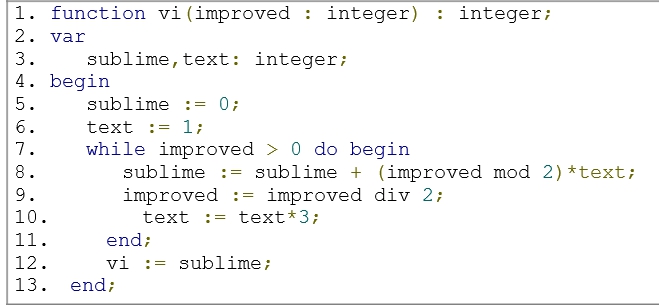 1. function vi(improved : integer) : integer;
2. var
3.    sublime,text: integer;
4. begin
5.    sublime := 0;
6.    text := 1;
7.    while improved > 0 do begin
8.       sublime := sublime + (improved mod 2)*text;
9.       improved := improved div 2;
10.        text := text*3;
11.     end;
12.     vi := sublime;
13.  end;